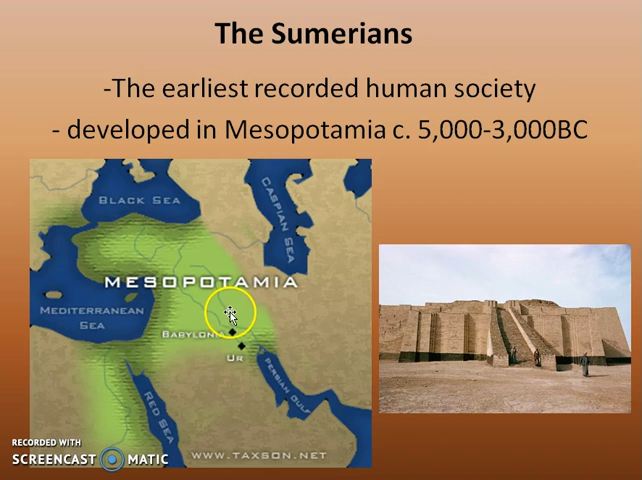 The Sumerians
-The earliest recorded human society
- developed in Mesopotamia c. 5,000-3,000BC
BLACK SEA
CASPIAN SEA
MESOPOTAMIA
MEDITERRANEAN
SEA
BABYLONIA
UR
PERSIAN GULF
RED SEA
WWW.TAXSON.NET
RECORDED WITH
SCREENCAST MATIC